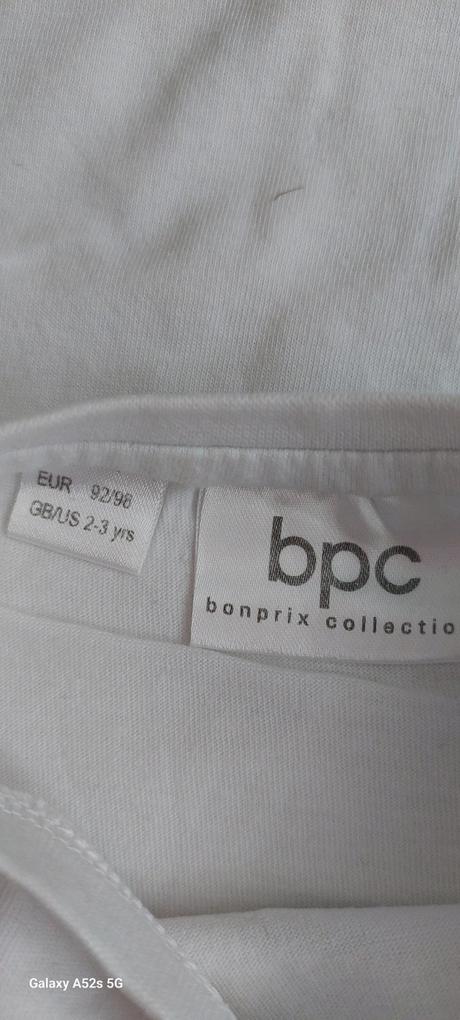 EUR 92/98
GB/US 2-3 yrs
bpc
bonprix collectio
Galaxy A52s 5G